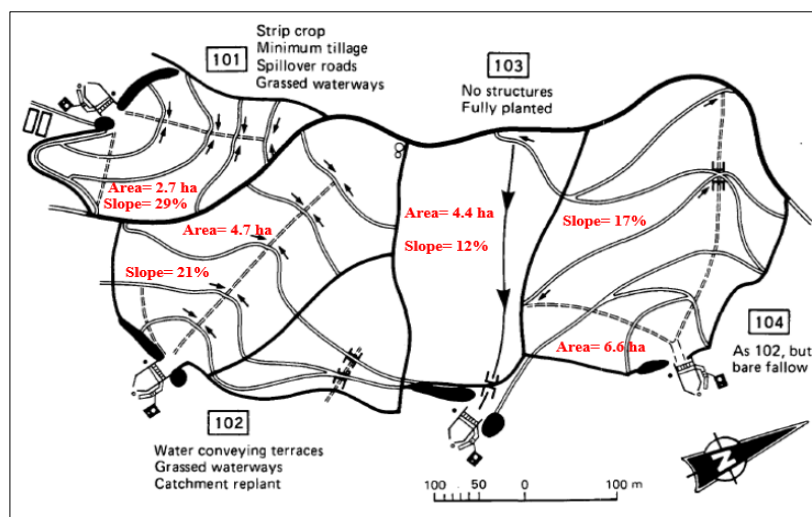 101
Strip crop
Minimum tillage
Spillover roads
Grassed waterways
103
No structures
Fully planted
Area= 2.7 ha
Slope= 29%
Area= 4.7 ha
Slope= 21%
Area= 4.4 ha
Slope= 12%
Slope= 17%
Area= 6.6 ha
104
As 102, but
bare fallow
102
Water conveying terraces
Grassed waterways
Catchment replant
N
100 50 0 100 m